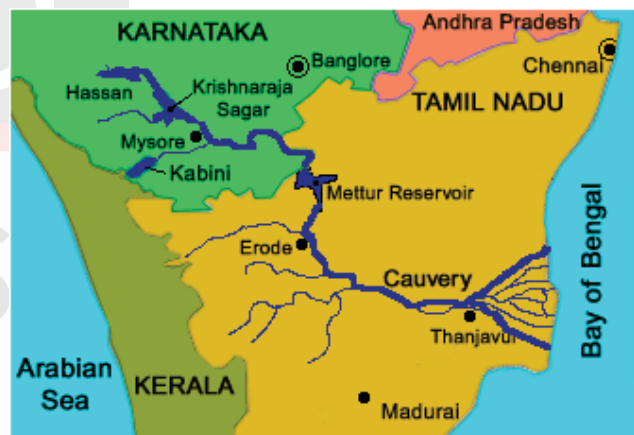 KARNATAKA
Andhra Pradesh
Banglore
Chennai
Hassan
Krishnaraja
Sagar
TAMIL NADU
Mysore
Kabini
Mettur Reservoir
Erode
Cauvery
Bay of Bengal
Thanjavur
Arabian
Sea
KERALA
Madurai